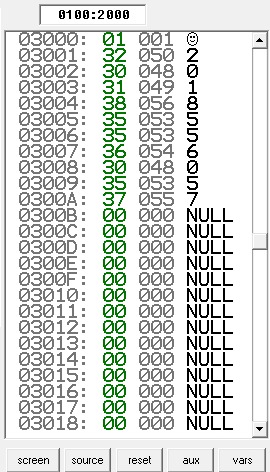 0100:2000
03000: 01 001 ☺
03001: 32 050 2
03002: 30 048 0
03003: 31 049 1
03004: 38 056 8
03005: 35 053 5
03006: 35 053 5
03007: 36 054 6
03008: 30 048 0
03009: 35 053 5
0300A: 37 055 7
0300B: 00 000 NULL
0300C: 00 000 NULL
0300D: 00 000 NULL
0300E: 00 000 NULL
0300F: 00 000 NULL
03010: 00 000 NULL
03011: 00 000 NULL
03012: 00 000 NULL
03013: 00 000 NULL
03014: 00 000 NULL
03015: 00 000 NULL
03016: 00 000 NULL
03017: 00 000 NULL
03018: 00 000 NULL
screen source reset aux vars